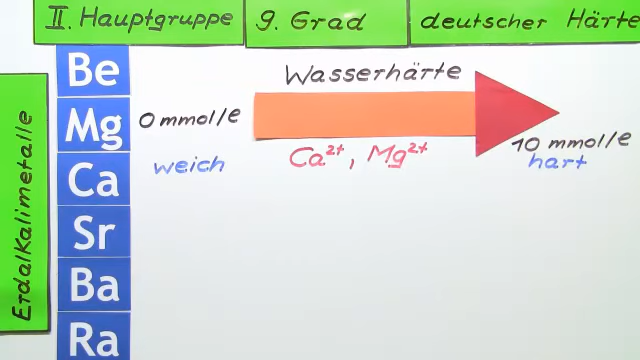 II. Hauptgruppe
9. Grad
deutscher Härte
Erdalkalimetalle
Be
Mg
Ca
Sr
Ba
Ra
Wasserhärte
0 mmol/l
10 mmol/l
weich
Ca²⁺, Mg²⁺
hart